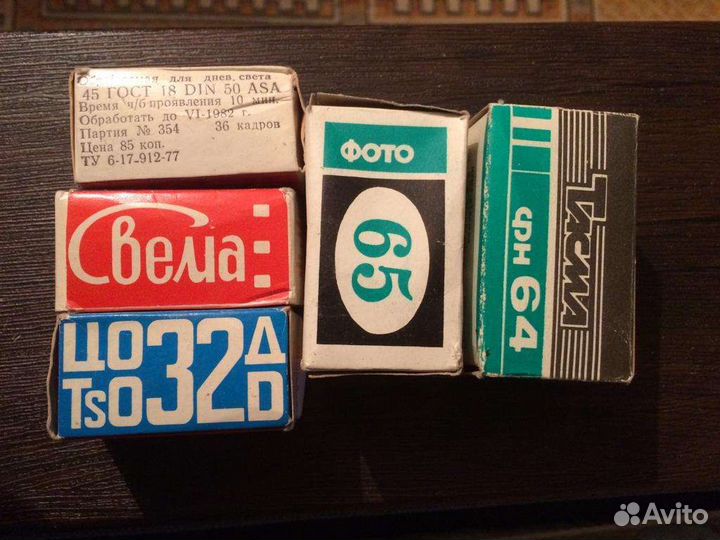 Обращаемая для днев. света
45 ГОСТ 18 DIN 50 ASA
Время ч/б проявления 10 мин.
Обработать до VI-1982 г.
Партия № 354 36 кадров
Цена 85 коп.
ТУ 6-17-912-77
Свема
ЦО 32 Д
TsO 32 D
ФОТО
65
ТАСМА
ФН 64
Avito